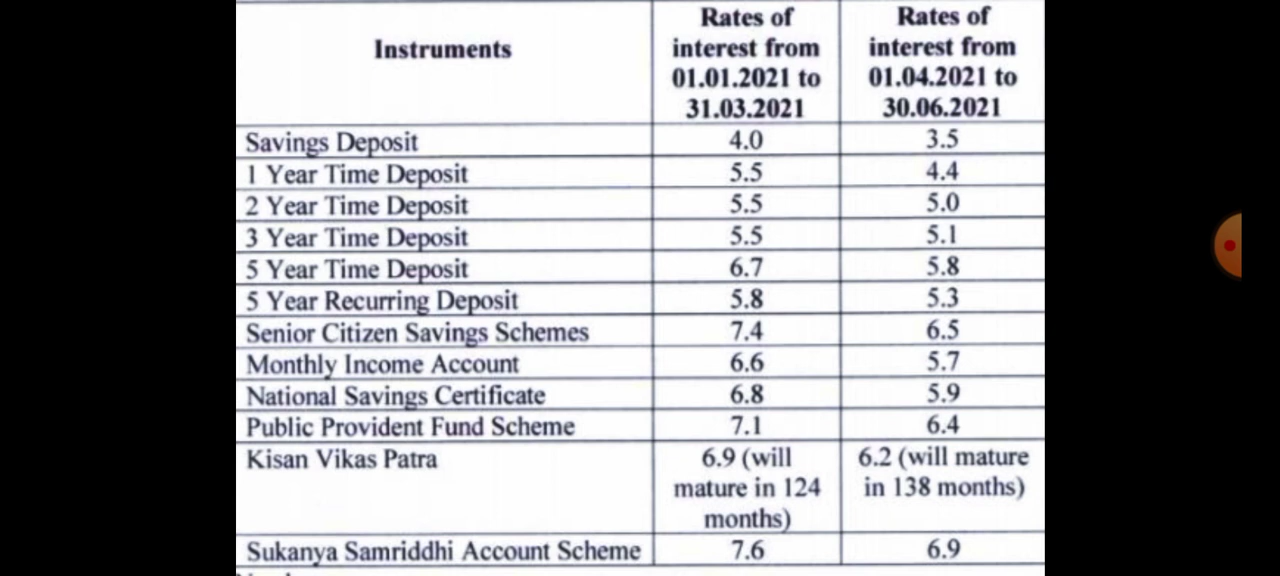 Instruments
Rates of
interest from
01.01.2021 to
31.03.2021
Rates of
interest from
01.04.2021 to
30.06.2021
Savings Deposit 4.0 3.5
1 Year Time Deposit 5.5 4.4
2 Year Time Deposit 5.5 5.0
3 Year Time Deposit 5.5 5.1
5 Year Time Deposit 6.7 5.8
5 Year Recurring Deposit 5.8 5.3
Senior Citizen Savings Schemes 7.4 6.5
Monthly Income Account 6.6 5.7
National Savings Certificate 6.8 5.9
Public Provident Fund Scheme 7.1 6.4
Kisan Vikas Patra
6.9 (will
mature in 124
months)
6.2 (will mature
in 138 months)
Sukanya Samriddhi Account Scheme 7.6 6.9